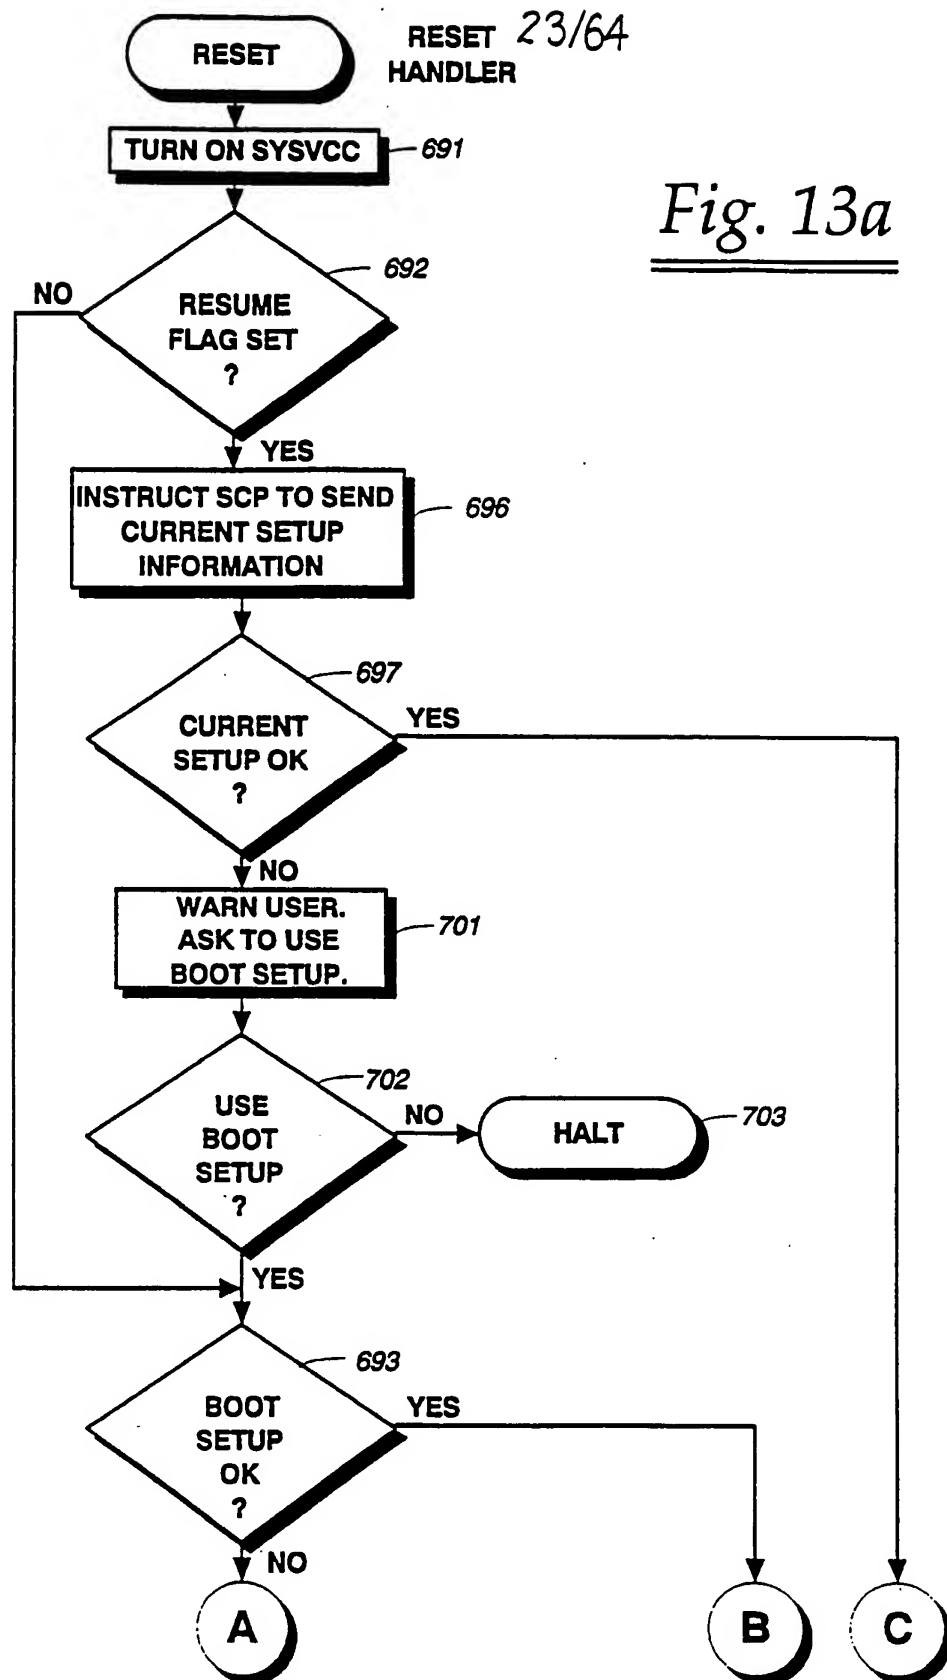 RESET
RESET 23/64
HANDLER
TURN ON SYSVCC
691
Fig. 13a
692
NO
RESUME
FLAG SET
?
YES
INSTRUCT SCP TO SEND
CURRENT SETUP
INFORMATION
696
697
CURRENT
SETUP OK
?
YES
NO
WARN USER.
ASK TO USE
BOOT SETUP.
701
702
USE
BOOT
SETUP
?
NO
HALT
703
YES
693
BOOT
SETUP
OK
?
YES
NO
A
B
C